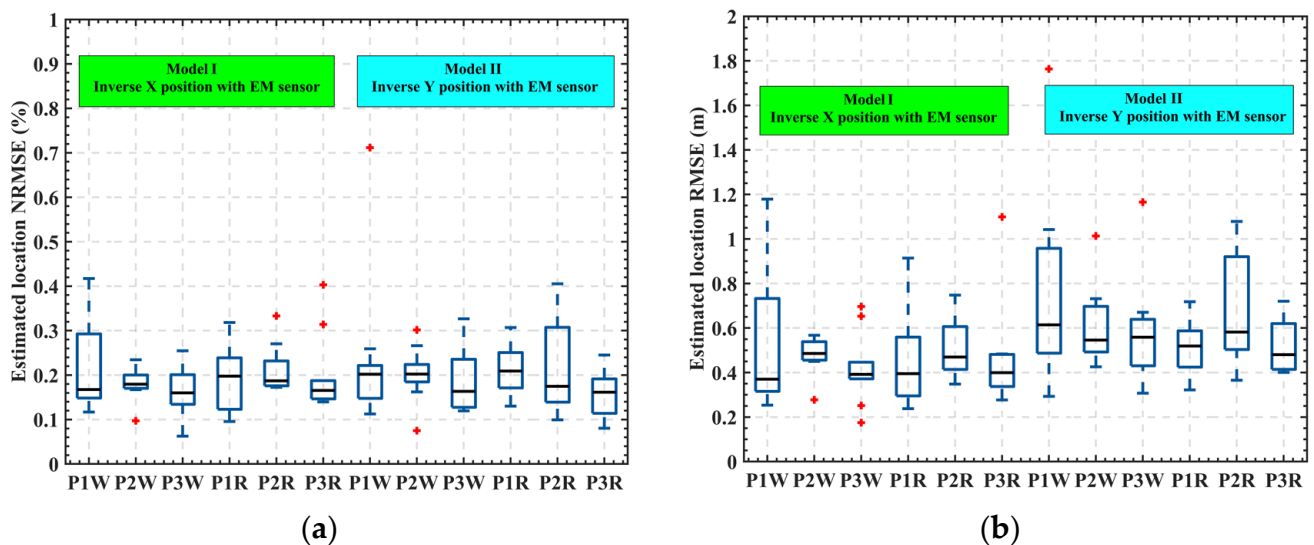 Estimated location NRMSE (%)
1
0.9
0.8
0.7
0.6
0.5
0.4
0.3
0.2
0.1
0
Model I
Inverse X position with EM sensor
Model II
Inverse Y position with EM sensor
P1W P2W P3W P1R P2R P3R P1W P2W P3W P1R P2R P3R
(a)
Estimated location RMSE (m)
2
1.8
1.6
1.4
1.2
1
0.8
0.6
0.4
0.2
0
Model I
Inverse X position with EM sensor
Model II
Inverse Y position with EM sensor
P1W P2W P3W P1R P2R P3R P1W P2W P3W P1R P2R P3R
(b)